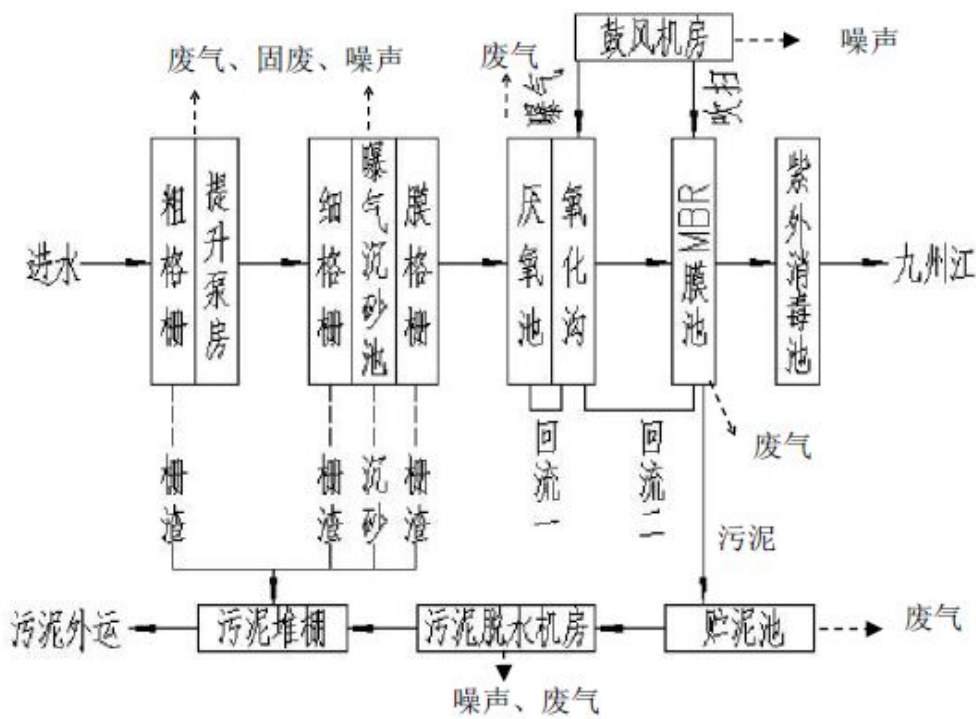 鼓风机房
噪声
废气、固废、噪声
废气
曝气
吹扫
进水
粗格栅
提升泵房
细格栅
曝气沉砂池
膜格栅
厌氧池
氧化沟
MBR膜池
紫外消毒池
九州江
废气
栅渣
栅渣
沉砂
栅渣
回流一
回流二
污泥
污泥外运
污泥堆棚
污泥脱水机房
贮泥池
废气
噪声、废气